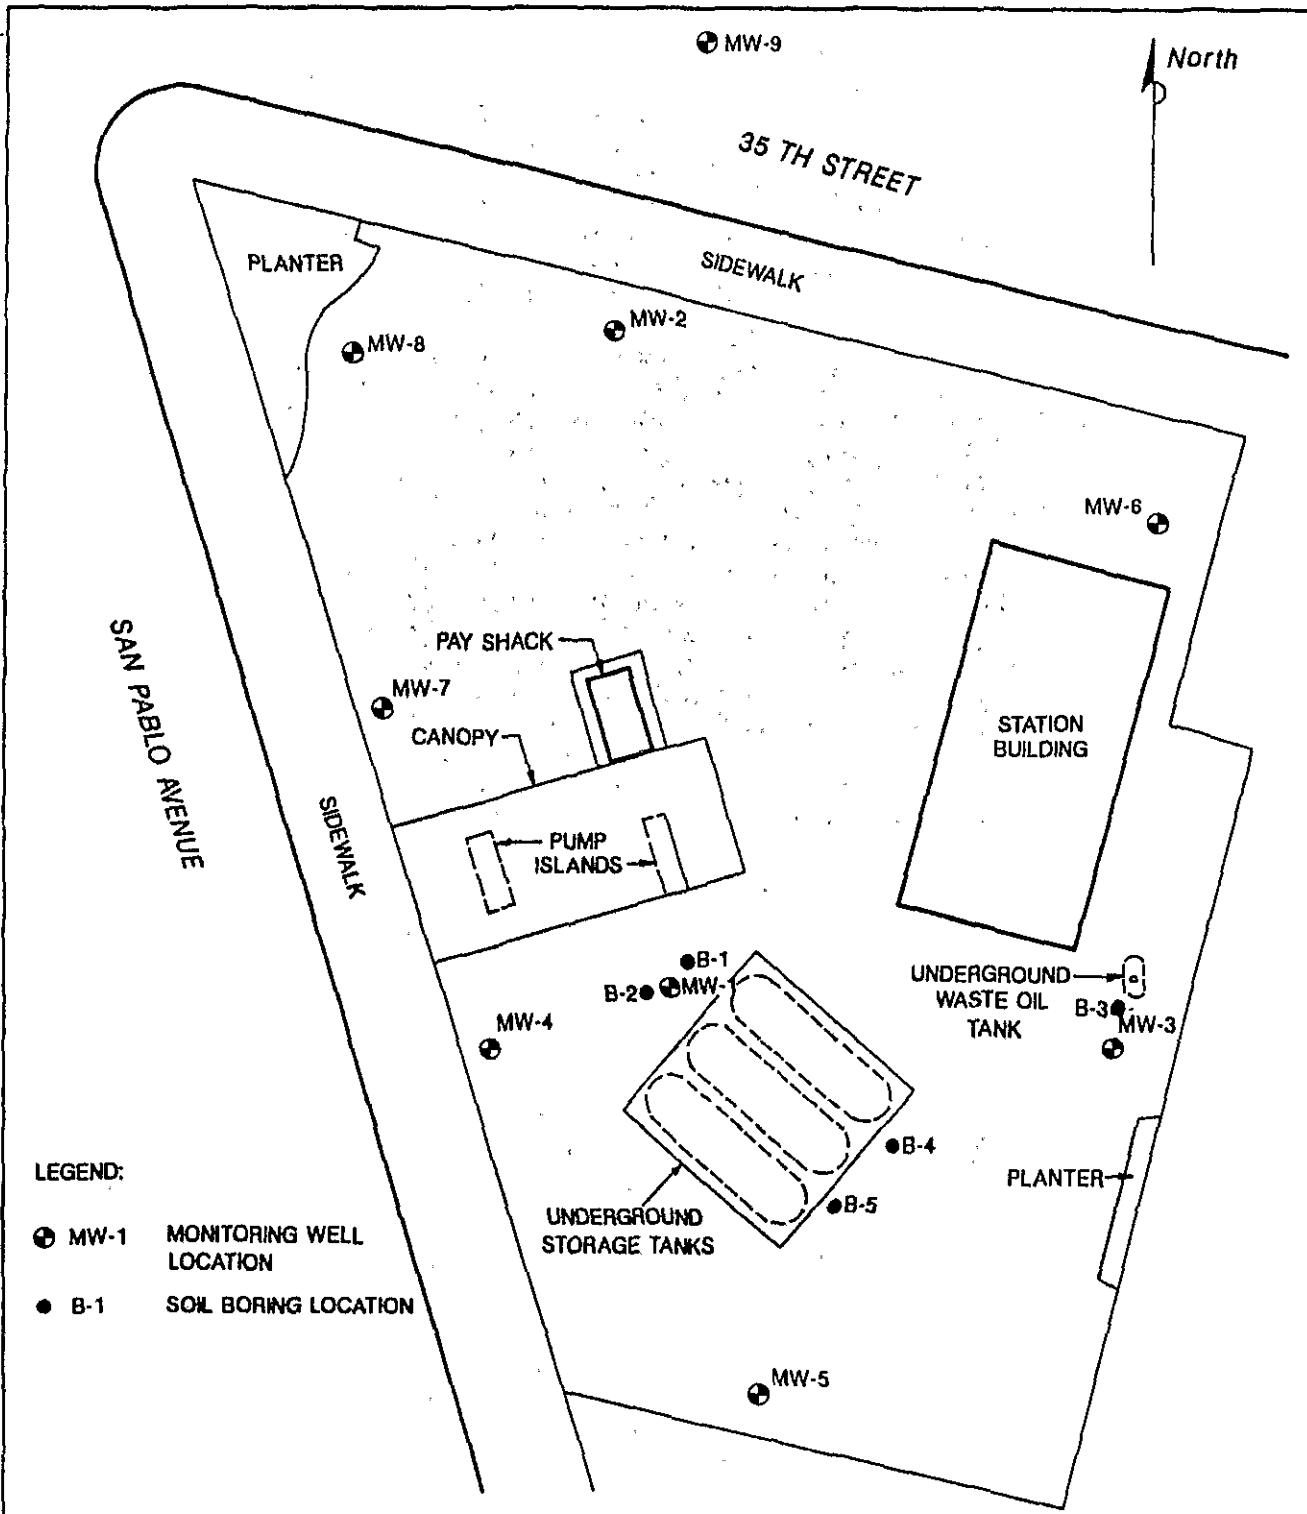 MW-9
North
35 TH STREET
SIDEWALK
PLANTER
MW-2
MW-8
MW-6
PAY SHACK
MW-7
CANOPY
STATION
BUILDING
SAN PABLO AVENUE
SIDEWALK
PUMP
ISLANDS
B-1
B-2
MW-1
UNDERGROUND
WASTE OIL
TANK
B-3
MW-3
MW-4
B-4
PLANTER
B-5
UNDERGROUND
STORAGE TANKS
LEGEND:
MW-1 MONITORING WELL
LOCATION
B-1 SOIL BORING LOCATION
MW-5